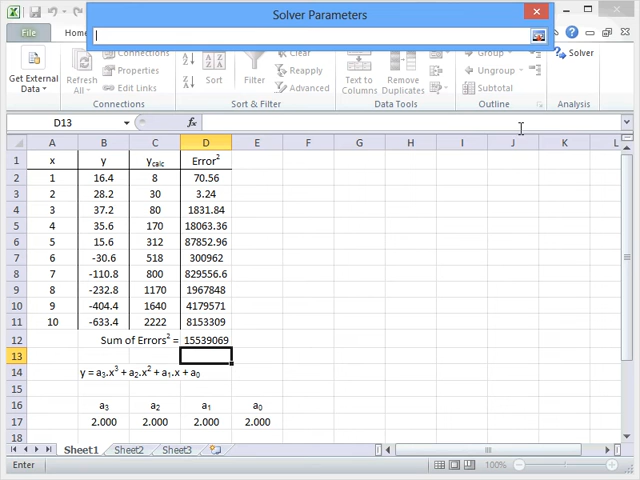 Solver Parameters
File Home
Get External Data
Refresh All
Connections
Properties
Edit Links
Connections
Sort
Filter
Clear
Reapply
Advanced
Sort & Filter
Text to Columns
Remove Duplicates
Data Tools
Group
Ungroup
Subtotal
Outline
Solver
Analysis
D13 fx
A B C D E F G H I J K L
1 x y ycalc Error²
2 1 16.4 8 70.56
3 2 28.2 30 3.24
4 3 37.2 80 1831.84
5 4 35.6 170 18063.36
6 5 15.6 312 87852.96
7 6 -30.6 518 300962
8 7 -110.8 800 829556.6
9 8 -232.8 1170 1967848
10 9 -404.4 1640 4179571
11 10 -633.4 2222 8153309
12 Sum of Errors² = 15539069
13
14 y = a₃.x³ + a₂.x² + a₁.x + a₀
15
16 a₃ a₂ a₁ a₀
17 2.000 2.000 2.000 2.000
18
Sheet1 Sheet2 Sheet3
Enter 100%